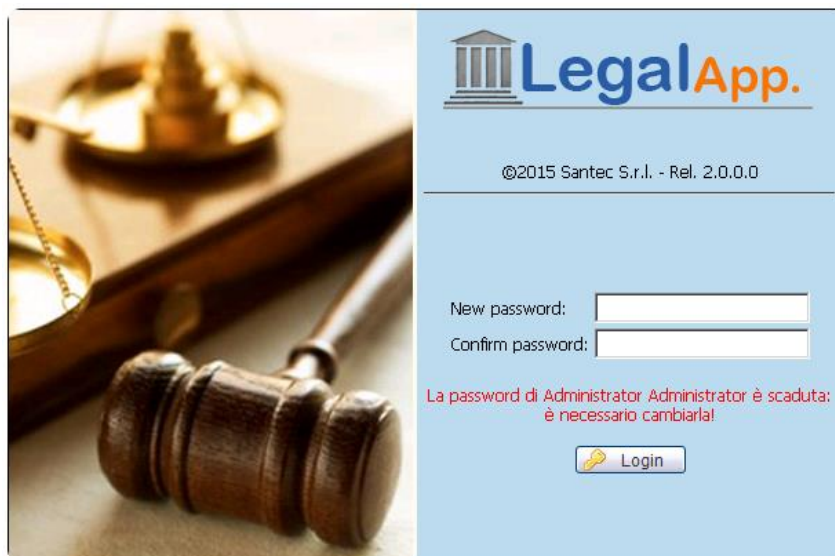 LegalApp.
©2015 Santec S.r.l. - Rel. 2.0.0.0
New password:
Confirm password:
La password di Administrator Administrator è scaduta:
è necessario cambiarla!
Login